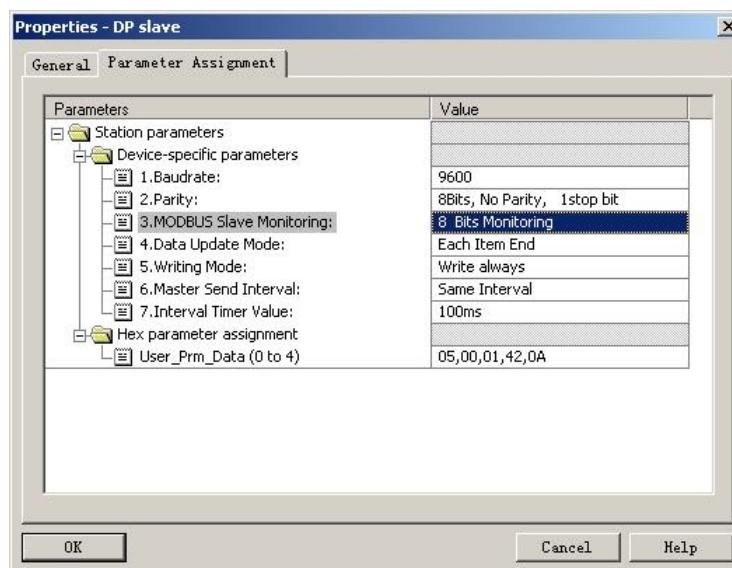 Properties - DP slave
General Parameter Assignment
Parameters Value
Station parameters
Device-specific parameters
1.Baudrate: 9600
2.Parity: 8Bits, No Parity, 1stop bit
3.MODBUS Slave Monitoring: 8 Bits Monitoring
4.Data Update Mode: Each Item End
5.Writing Mode: Write always
6.Master Send Interval: Same Interval
7.Interval Timer Value: 100ms
Hex parameter assignment
User_Prm_Data (0 to 4) 05,00,01,42,0A
OK Cancel Help